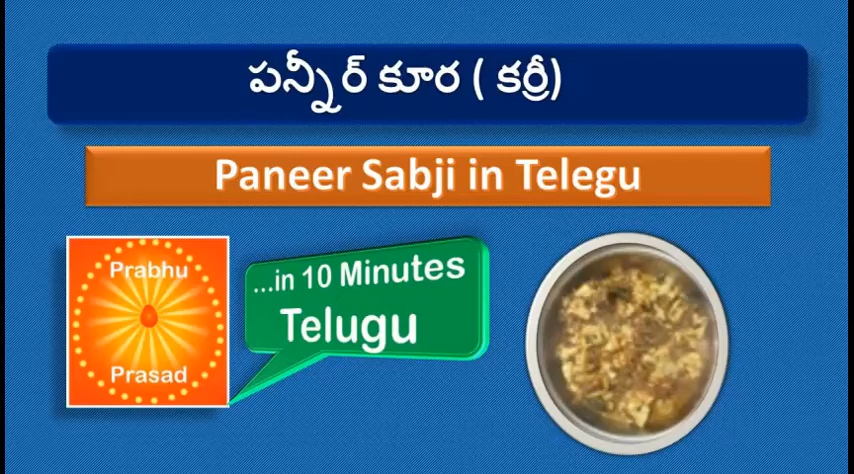 పన్నీర్ కూర ( కర్రీ)
Paneer Sabji in Telegu
Prabhu
Prasad
...in 10 Minutes
Telugu